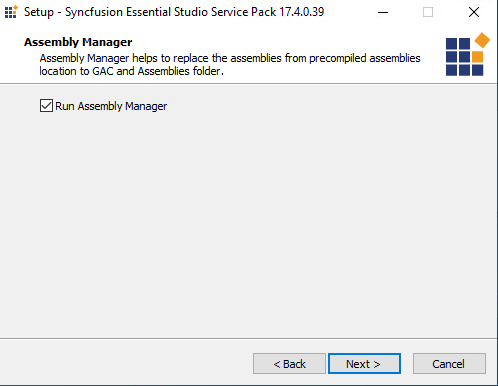 Setup - Syncfusion Essential Studio Service Pack 17.4.0.39
Assembly Manager
Assembly Manager helps to replace the assemblies from precompiled assemblies
location to GAC and Assemblies folder.
Run Assembly Manager
< Back
Next >
Cancel